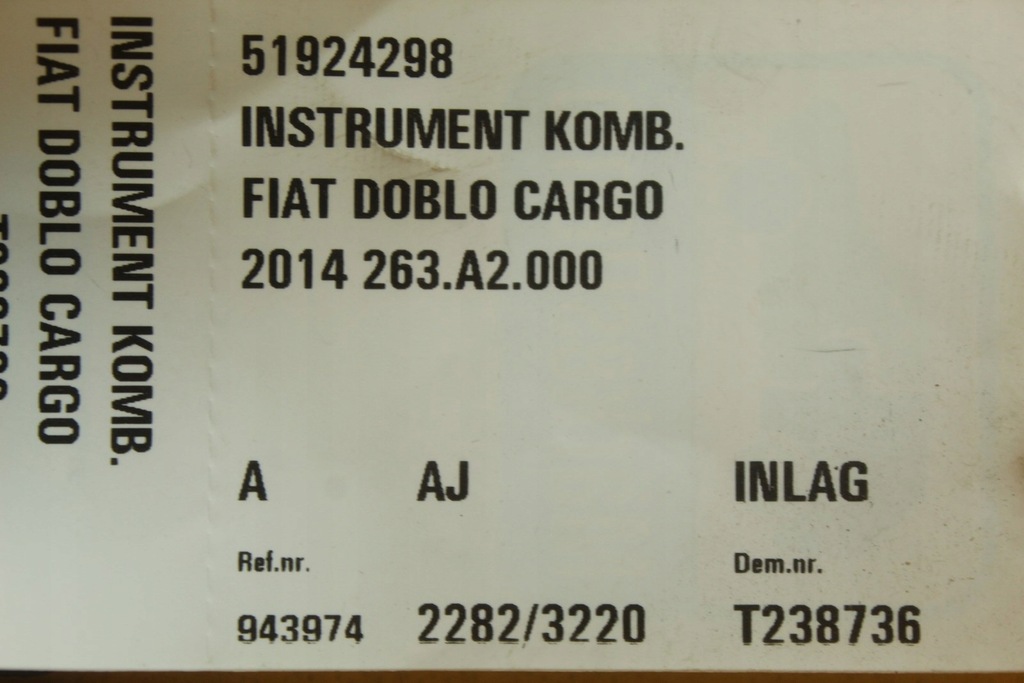 51924298
INSTRUMENT KOMB.
FIAT DOBLO CARGO
2014 263.A2.000
A AJ INLAG
Ref.nr. Dem.nr.
943974 2282/3220 T238736
INSTRUMENT KOMB.
FIAT DOBLO CARGO